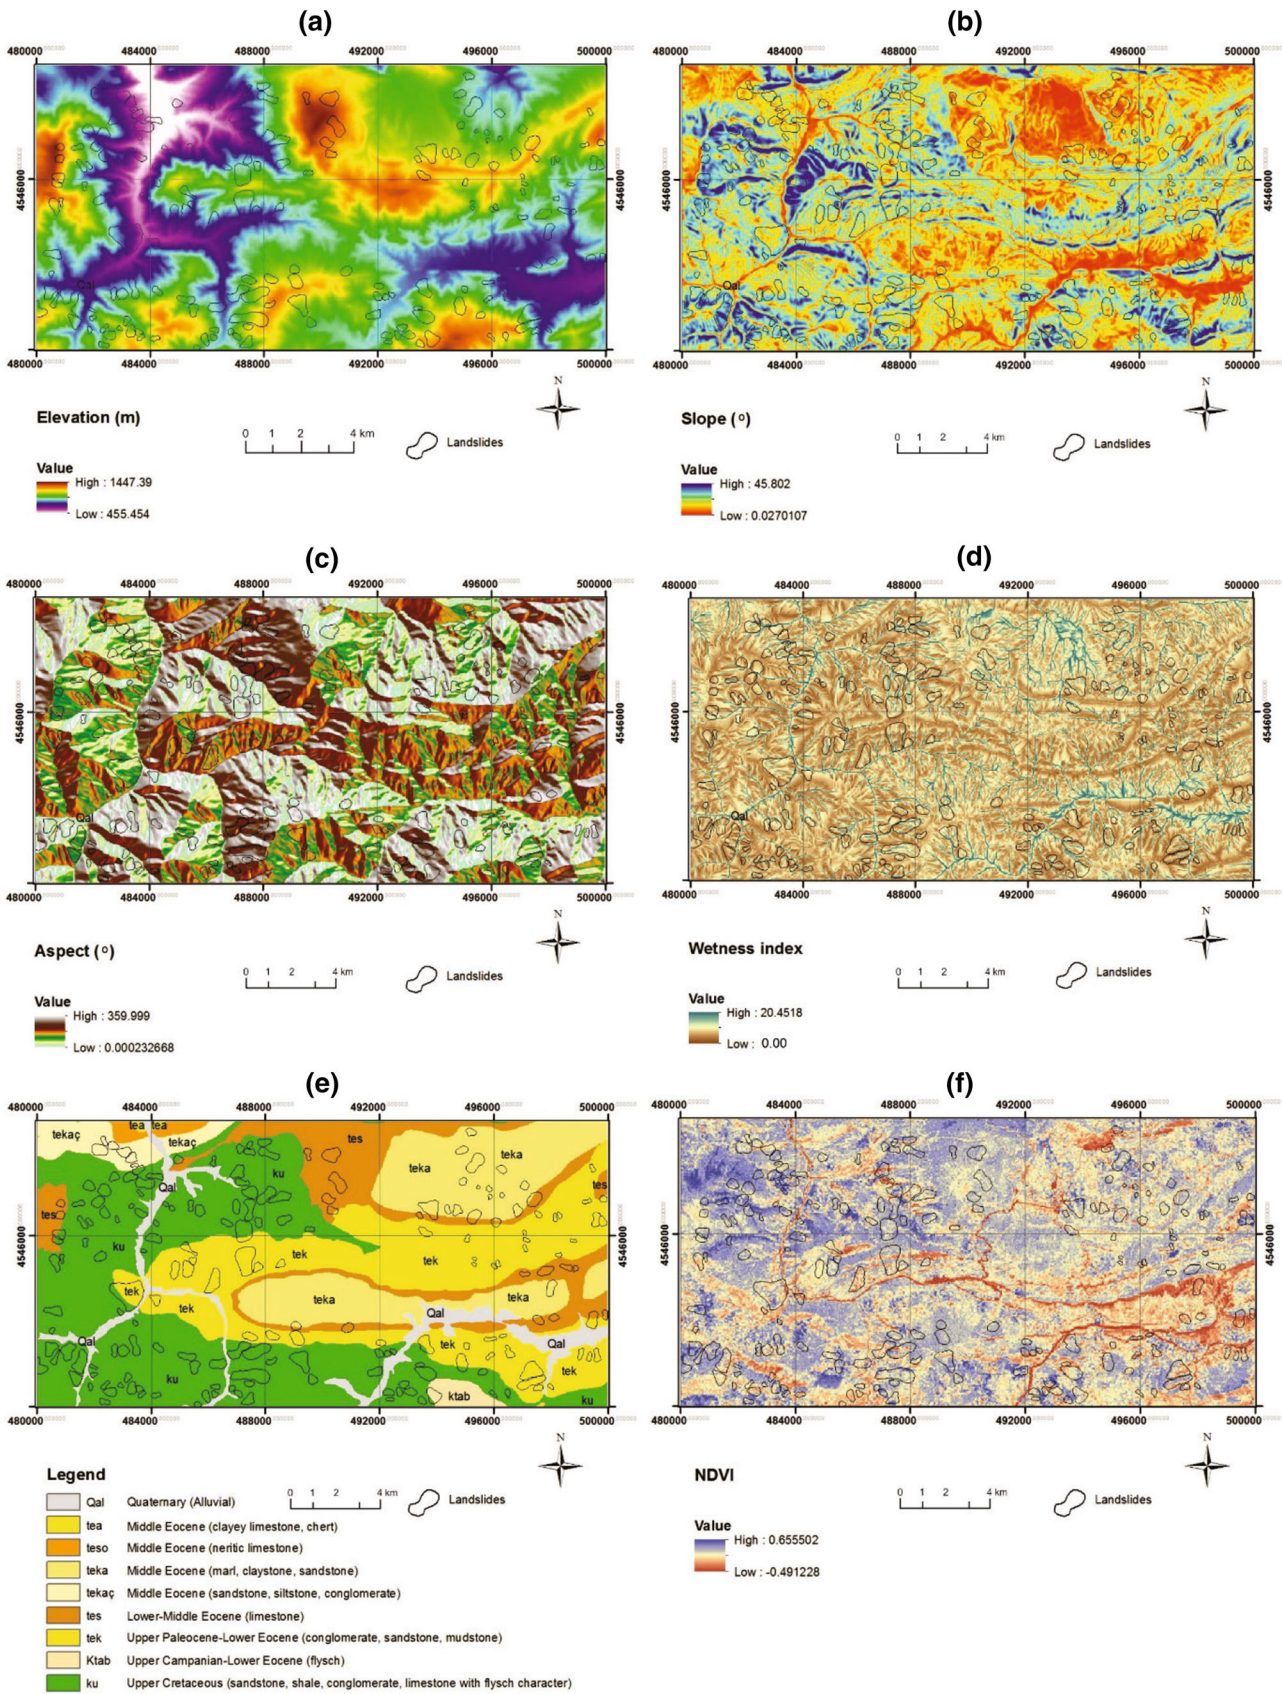 (a)
480000 484000 488000 492000 496000 500000
4546000
4546000
Qal
480000 484000 488000 492000 496000 500000
N
Elevation (m)
0 1 2 4 km
Landslides
Value
High : 1447.39
Low : 455.454
(b)
480000 484000 488000 492000 496000 500000
4546000
4546000
Qal
480000 484000 488000 492000 496000 500000
N
Slope (o)
0 1 2 4 km
Landslides
Value
High : 45.802
Low : 0.0270107
(c)
480000 484000 488000 492000 496000 500000
4546000
4546000
Qal
480000 484000 488000 492000 496000 500000
N
Aspect (o)
0 1 2 4 km
Landslides
Value
High : 359.999
Low : 0.000232668
(d)
480000 484000 488000 492000 496000 500000
4546000
4546000
Qal
480000 484000 488000 492000 496000 500000
N
Wetness index
0 1 2 4 km
Landslides
Value
High : 20.4518
Low : 0.00
(e)
480000 484000 488000 492000 496000 500000
tekaç tea tea tes
tekaç teka teka
Qal ku tes
tes
4546000
4546000
ku tek tek
tek tek teka teka
Qal
Qal tek Qal
ku tek
ktab ku
480000 484000 488000 492000 496000 500000
N
Legend
0 1 2 4 km
Landslides
Qal Quaternary (Alluvial)
tea Middle Eocene (clayey limestone, chert)
teso Middle Eocene (neritic limestone)
teka Middle Eocene (marl, claystone, sandstone)
tekaç Middle Eocene (sandstone, siltstone, conglomerate)
tes Lower-Middle Eocene (limestone)
tek Upper Paleocene-Lower Eocene (conglomerate, sandstone, mudstone)
Ktab Upper Campanian-Lower Eocene (flysch)
ku Upper Cretaceous (sandstone, shale, conglomerate, limestone with flysch character)
(f)
480000 484000 488000 492000 496000 500000
4546000
4546000
480000 484000 488000 492000 496000 500000
N
NDVI
0 1 2 4 km
Landslides
Value
High : 0.655502
Low : -0.491228